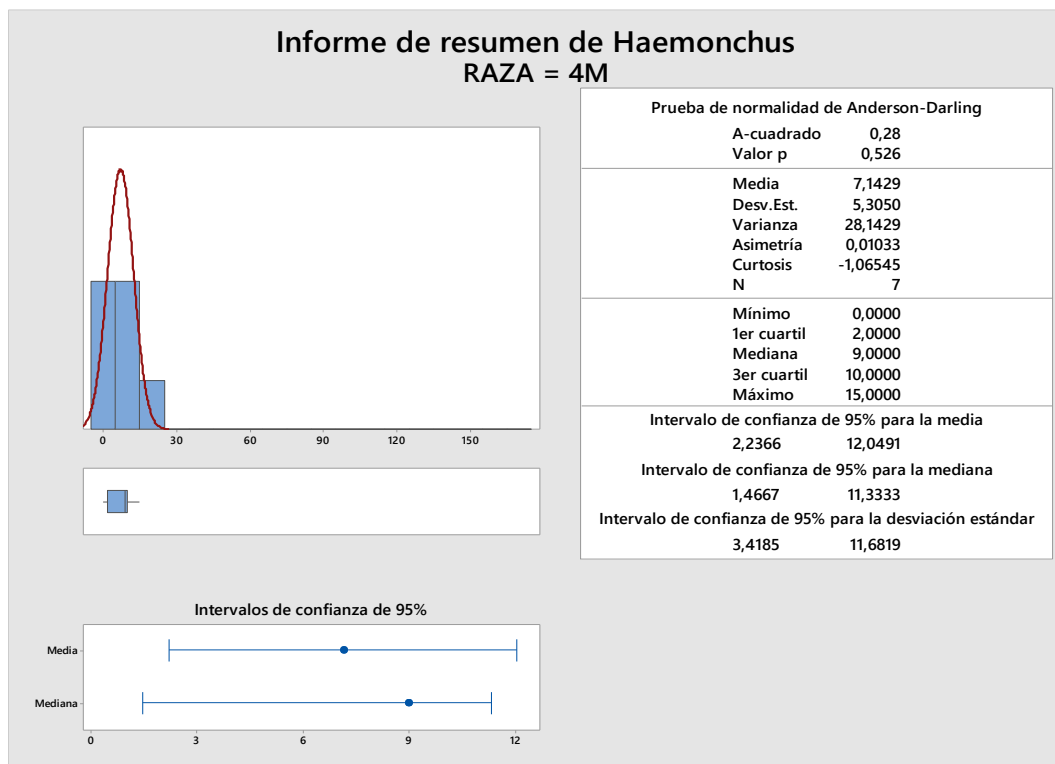 Informe de resumen de Haemonchus
RAZA = 4M
Prueba de normalidad de Anderson-Darling
A-cuadrado 0,28
Valor p 0,526
Media 7,1429
Desv.Est. 5,3050
Varianza 28,1429
Asimetría 0,01033
Curtosis -1,06545
N 7
Mínimo 0,0000
1er cuartil 2,0000
Mediana 9,0000
3er cuartil 10,0000
Máximo 15,0000
Intervalo de confianza de 95% para la media
2,2366 12,0491
Intervalo de confianza de 95% para la mediana
1,4667 11,3333
Intervalo de confianza de 95% para la desviación estándar
3,4185 11,6819
0 30 60 90 120 150
Intervalos de confianza de 95%
Media
Mediana
0 3 6 9 12